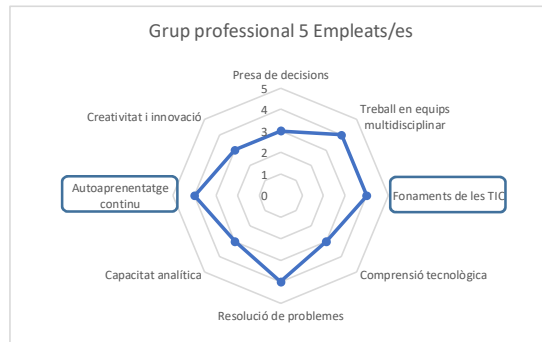 Grup professional 5 Empleats/es
Presa de decisions
Treball en equips
multidisciplinar
Fonaments de les TIC
Comprensió tecnològica
Resolució de problemes
Capacitat analítica
Autoaprenentatge
continu
Creativitat i innovació
5
4
3
2
1
0